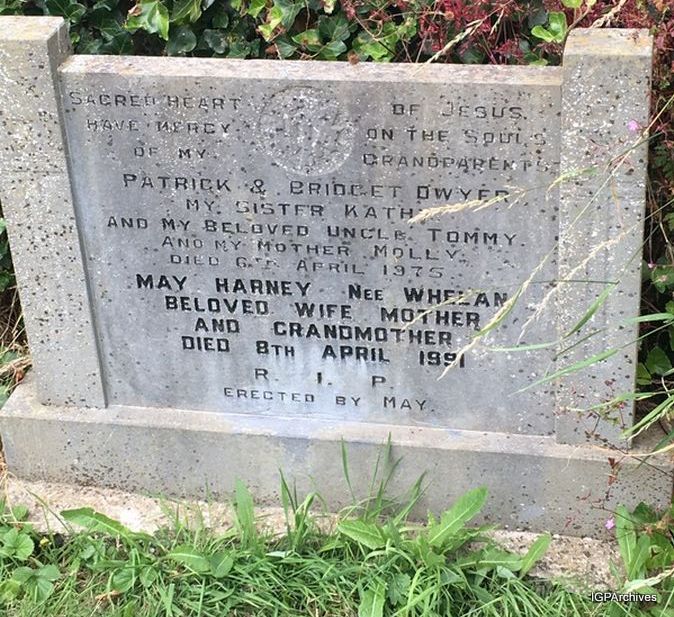 SACRED HEART OF JESUS
HAVE MERCY ON THE SOULS
OF MY GRANDPARENTS
PATRICK & BRIDGET DWYER
MY SISTER
AND MY BELOVED UNCLE TOMMY.
AND MY MOTHER MOLLY.
DIED 6TH APRIL 1975
MAY HARNEY NEE WHELAN
BELOVED WIFE MOTHER
AND GRANDMOTHER
DIED 8TH APRIL 1991
R. I. P.
ERECTED BY MAY.
IGPArchives